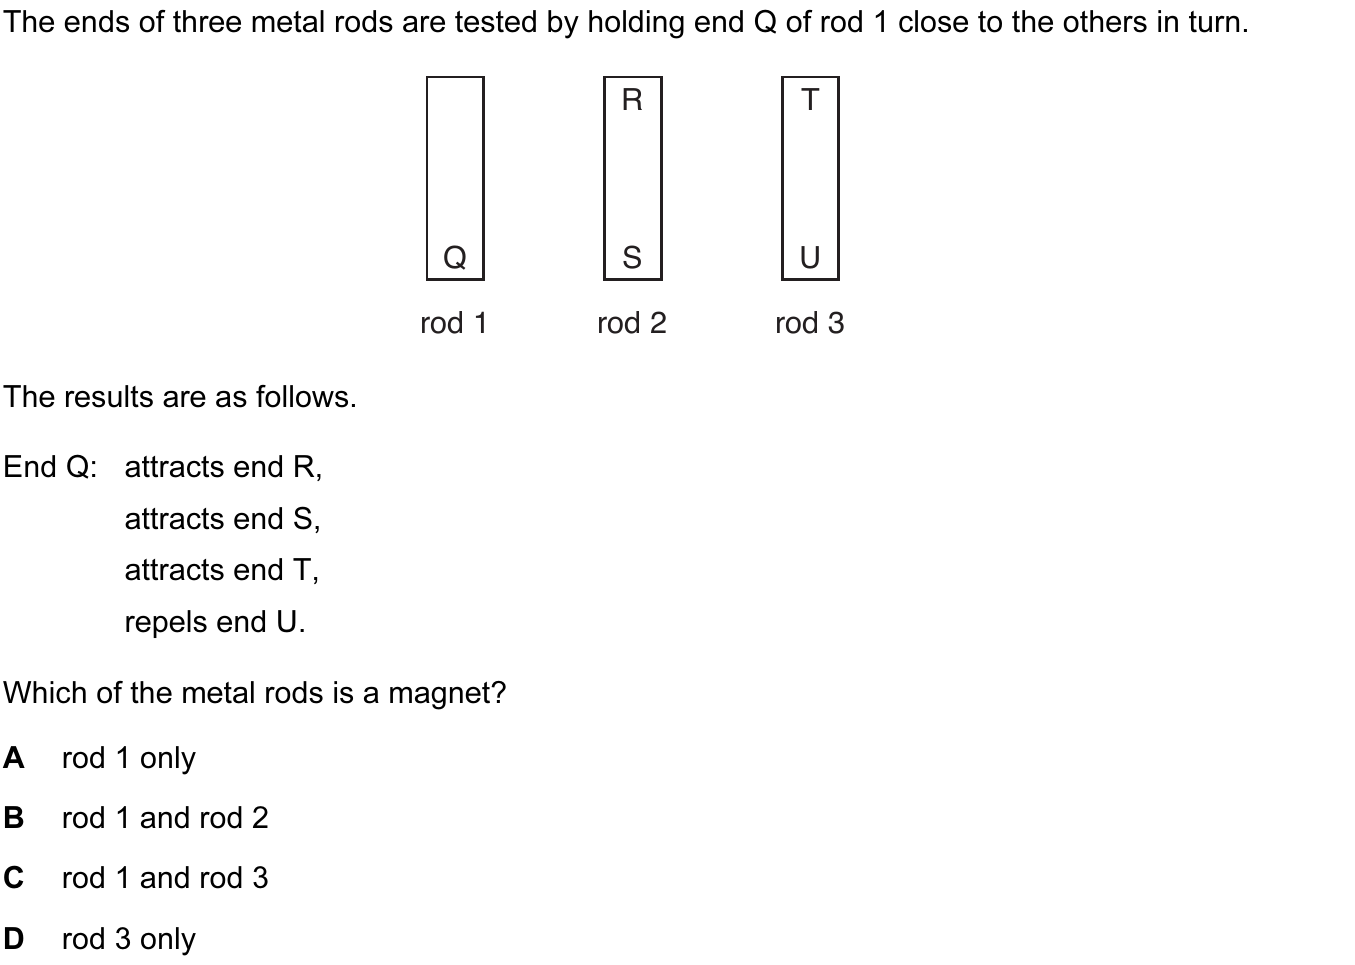 The ends of three metal rods are tested by holding end Q of rod 1 close to the others in turn.
R T
Q S U
rod 1 rod 2 rod 3
The results are as follows.
End Q: attracts end R,
attracts end S,
attracts end T,
repels end U.
Which of the metal rods is a magnet?
A rod 1 only
B rod 1 and rod 2
C rod 1 and rod 3
D rod 3 only